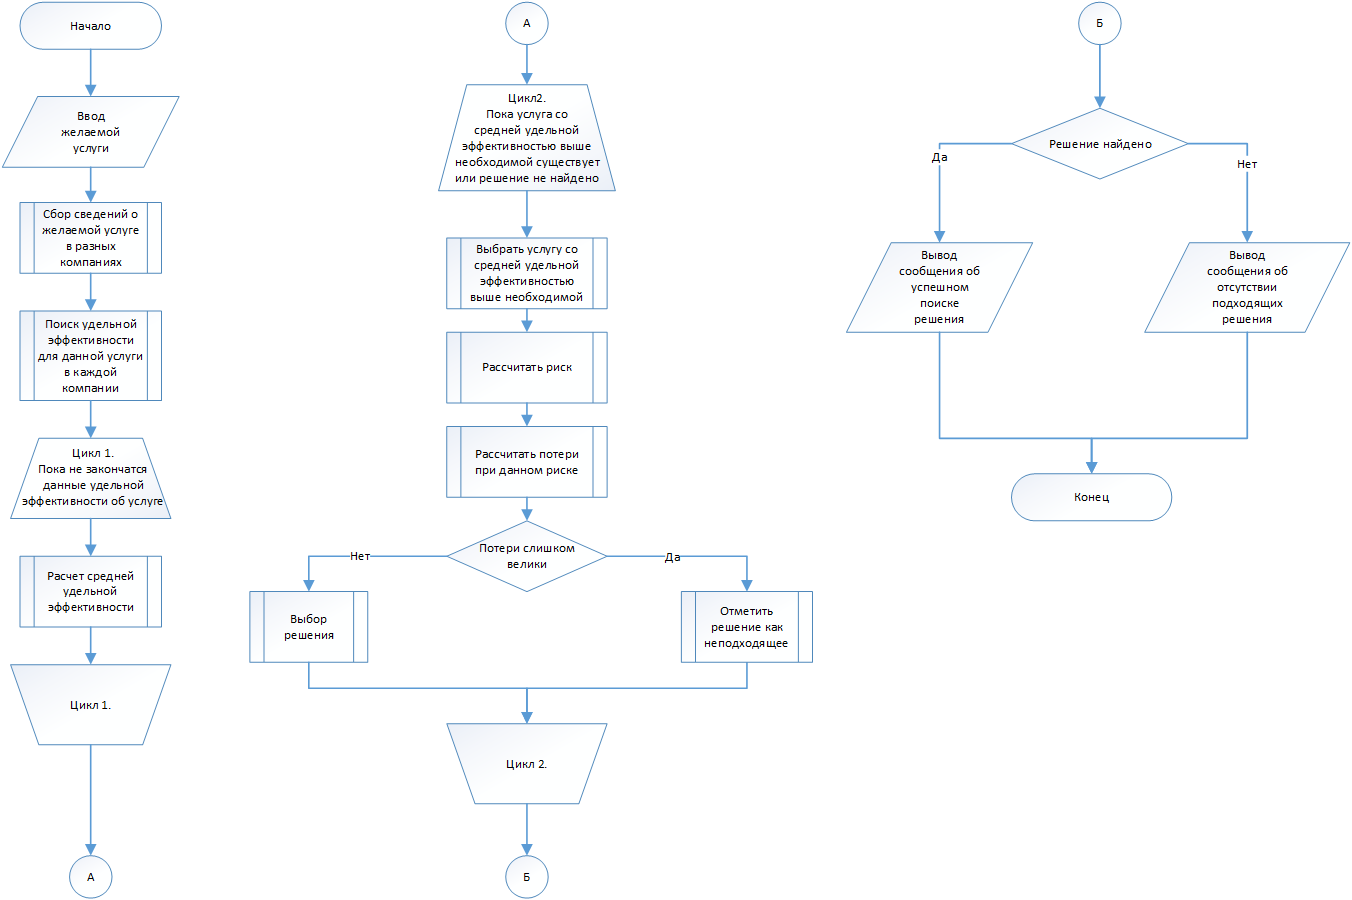 Начало
Ввод
желаемой
услуги
Сбор сведений о
желаемой услуге
в разных
компаниях
Поиск удельной
эффективности
для данной услуги
в каждой
компании
Цикл 1.
Пока не закончатся
данные удельной
эффективности об услуге
Расчет средней
удельной
эффективности
Цикл 1.
А
А
Цикл2.
Пока услуга со
средней удельной
эффективностью выше
необходимой существует
или решение не найдено
Выбрать услугу со
средней удельной
эффективностью
выше необходимой
Рассчитать риск
Рассчитать потери
при данном риске
Потери слишком
велики
Нет
Да
Выбор
решения
Отметить
решение как
неподходящее
Цикл 2.
Б
Б
Решение найдено
Да
Нет
Вывод
сообщения об
успешном
поиске
решения
Вывод
сообщения об
отсутствии
подходящих
решения
Конец